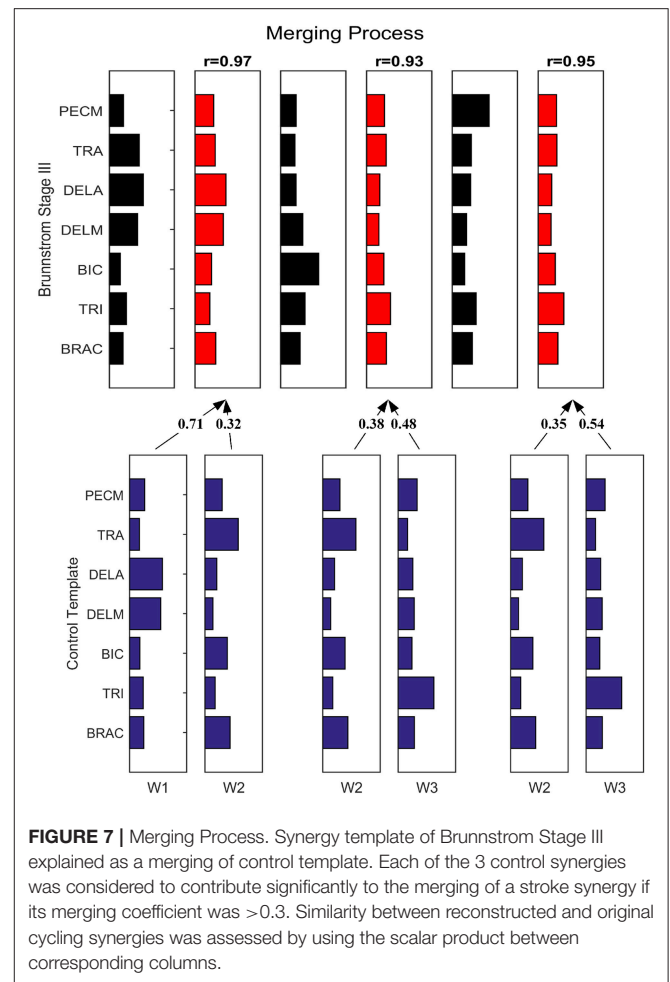 Merging Process
r=0.97 r=0.93 r=0.95
Brunnstrom Stage III
PECM
TRA
DELA
DELM
BIC
TRI
BRAC
0.71 0.32 0.38 0.48 0.35 0.54
Control Template
PECM
TRA
DELA
DELM
BIC
TRI
BRAC
W1 W2 W2 W3 W2 W3
FIGURE 7 | Merging Process. Synergy template of Brunnstrom Stage III
explained as a merging of control template. Each of the 3 control synergies
was considered to contribute significantly to the merging of a stroke synergy if
its merging coefficient was >0.3. Similarity between reconstructed and original
cycling synergies was assessed by using the scalar product between
corresponding columns.